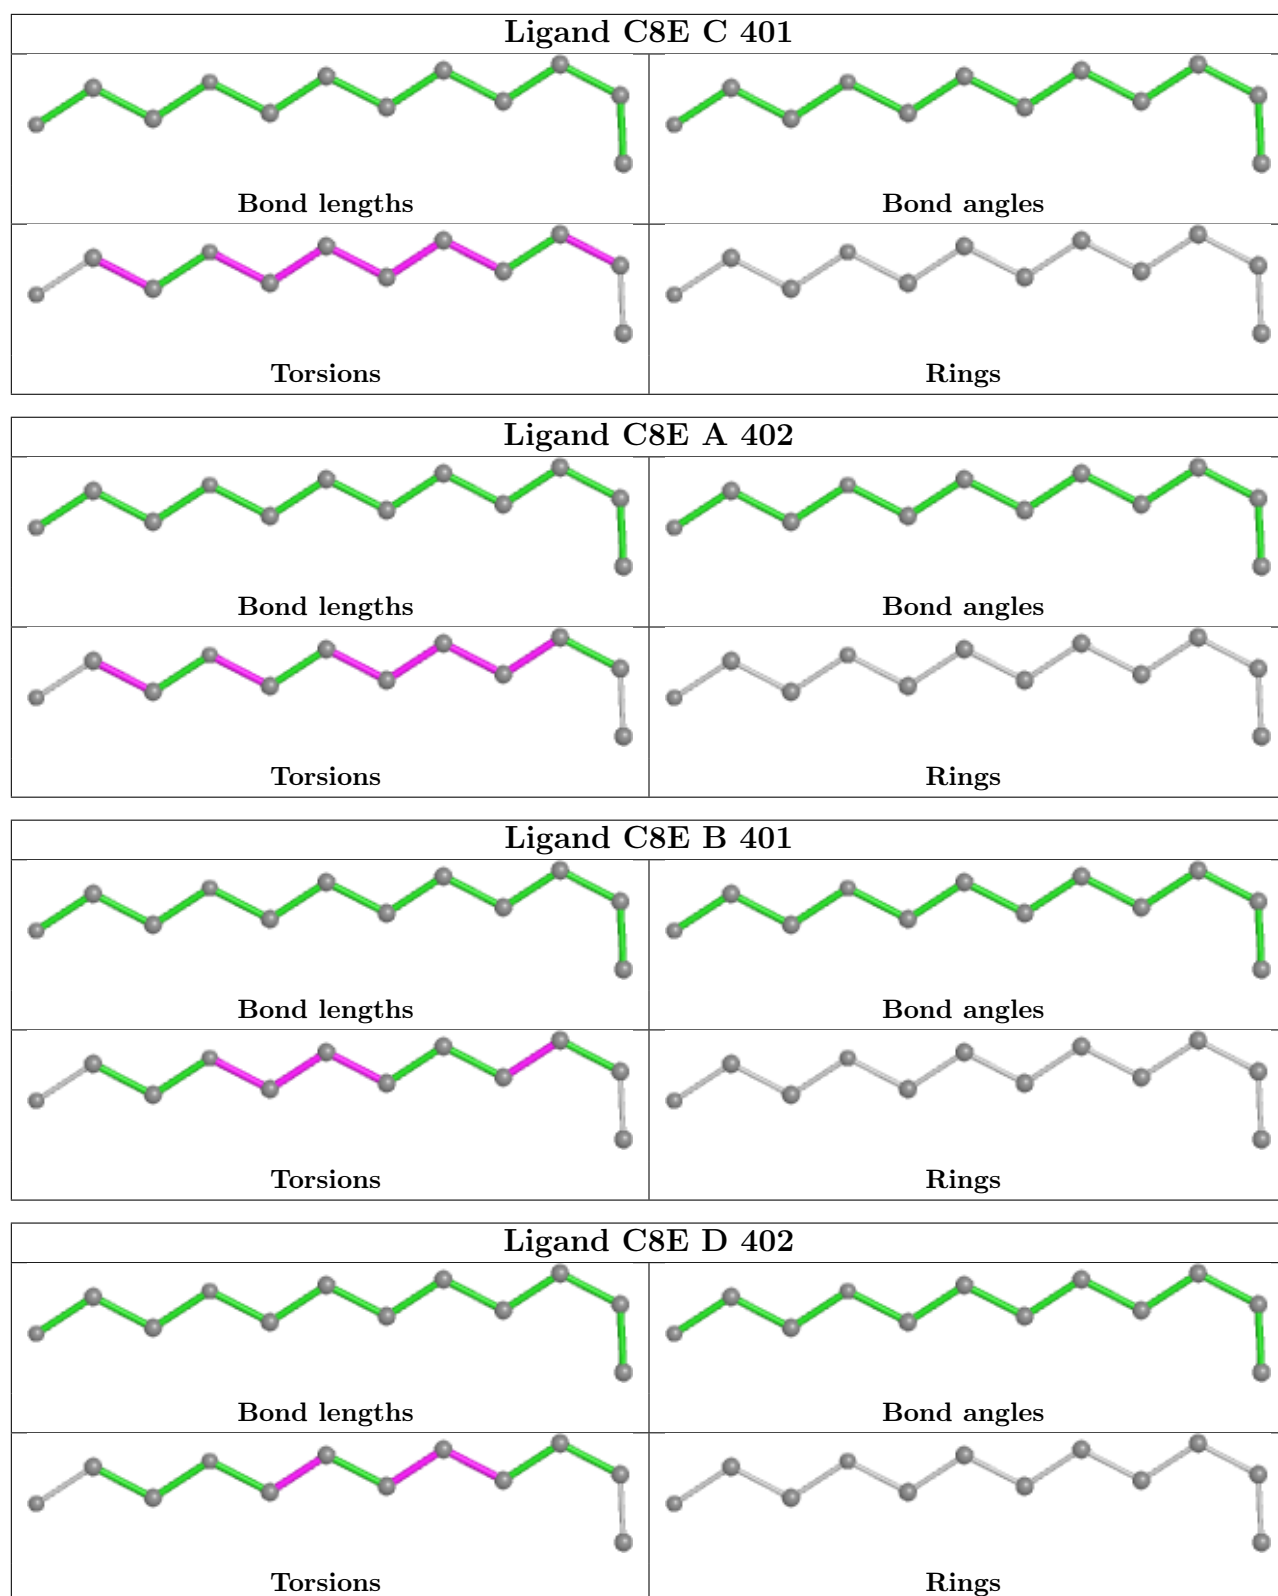 Ligand C8E C 401
Bond lengths
Bond angles
Torsions
Rings
Ligand C8E A 402
Bond lengths
Bond angles
Torsions
Rings
Ligand C8E B 401
Bond lengths
Bond angles
Torsions
Rings
Ligand C8E D 402
Bond lengths
Bond angles
Torsions
Rings